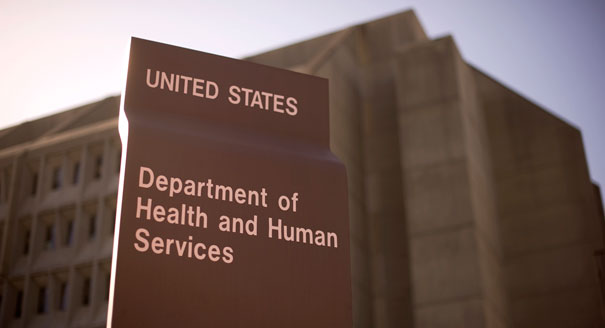 UNITED STATES
Department of
Health and Human
Services